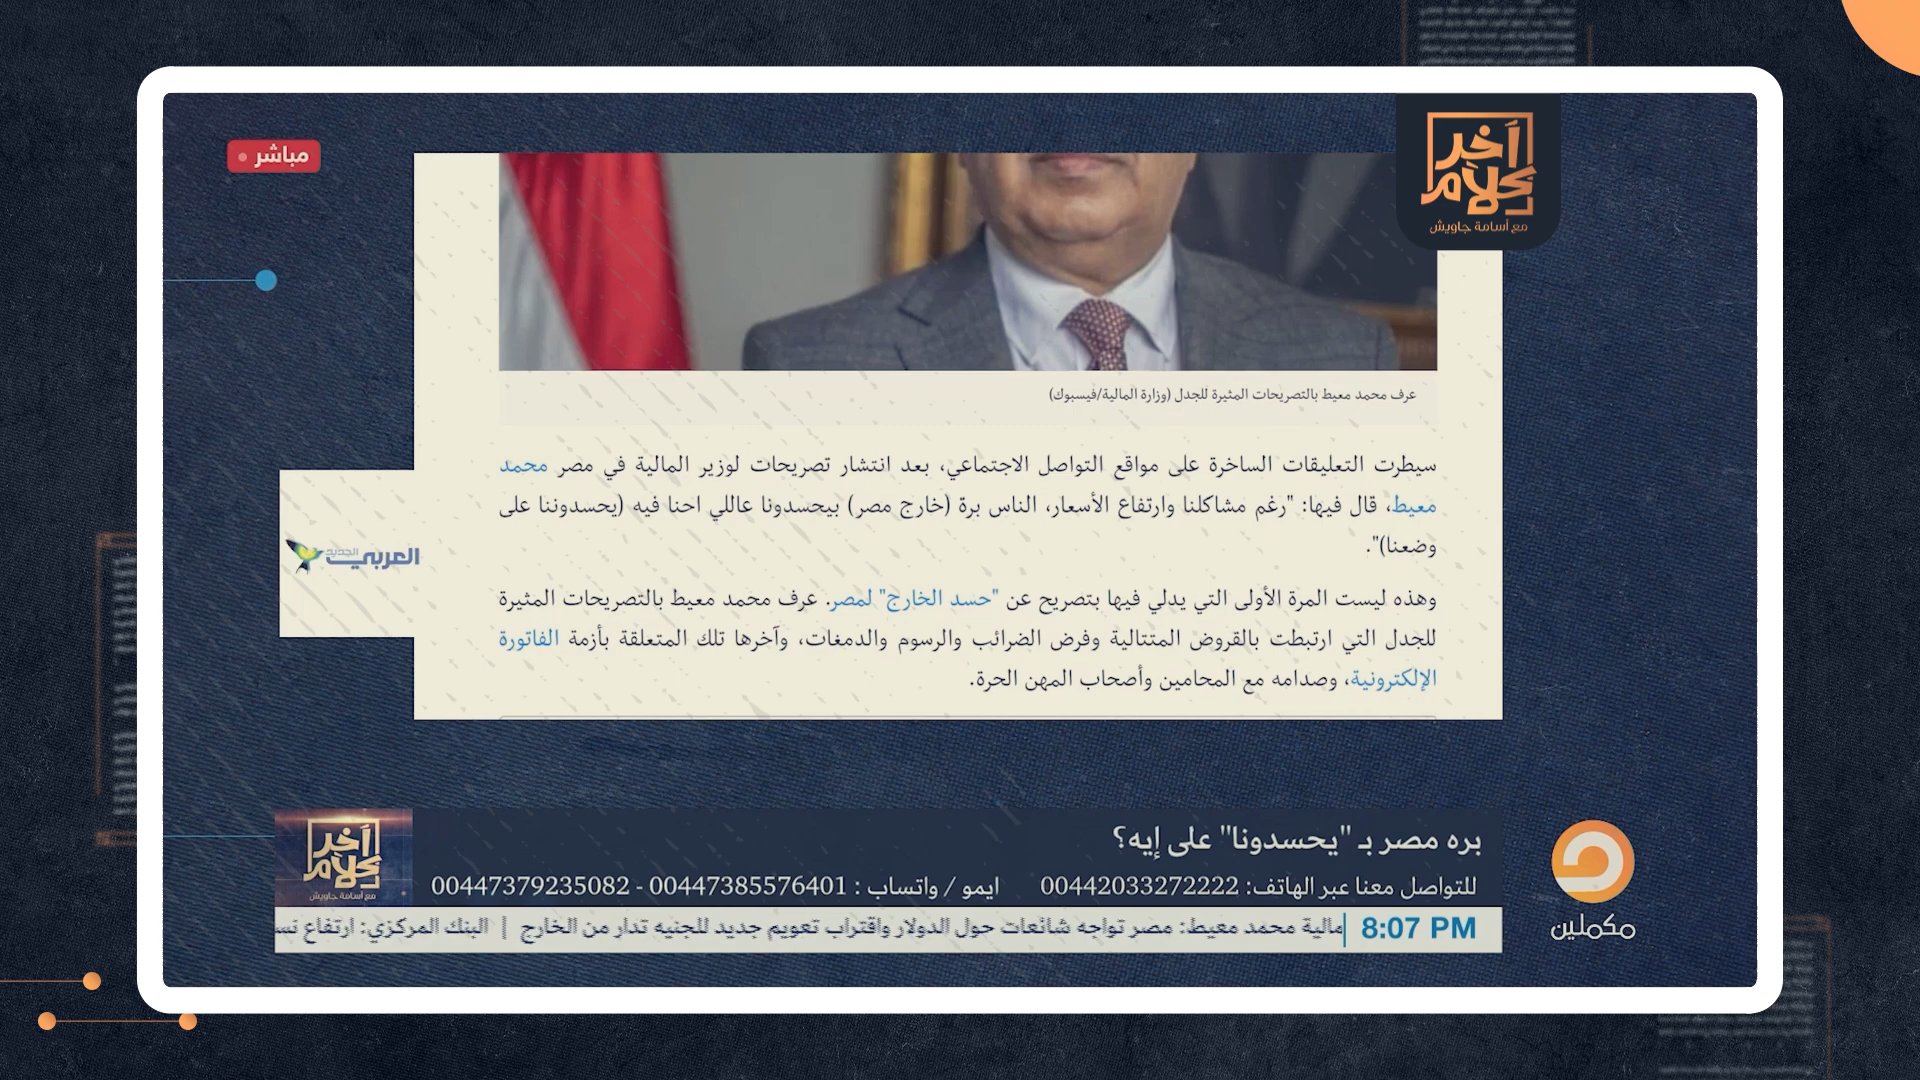 مباشر
آخر
كلام
مع أسامة جاويش
عرف محمد معيط بالتصريحات المثيرة للجدل (وزارة المالية/فيسبوك)
سيطرت التعليقات الساخرة على مواقع التواصل الاجتماعي، بعد انتشار تصريحات لوزير المالية في مصر محمد
معيط، قال فيها: "رغم مشاكلنا وارتفاع الأسعار، الناس برة (خارج مصر) بيحسدونا عاللي احنا فيه (يحسدوننا على
وضعنا)".
العربي الجديد
وهذه ليست المرة الأولى التي يدلي فيها بتصريح عن "حسد الخارج" لمصر. عرف محمد معيط بالتصريحات المثيرة
للجدل التي ارتبطت بالقروض المتتالية وفرض الضرائب والرسوم والدمغات، وآخرها تلك المتعلقة بأزمة الفاتورة
الإلكترونية، وصدامه مع المحامين وأصحاب المهن الحرة.
بره مصر بـ "يحسدونا" على إيه؟
للتواصل معنا عبر الهاتف: 00442033272222 ايمو / واتساب : 00447385576401 - 00447379235082
آخر
كلام
مع أسامة جاويش
8:07 PM مالية محمد معيط: مصر تواجه شائعات حول الدولار واقتراب تعويم جديد للجنيه تدار من الخارج | البنك المركزي: ارتفاع
مكملين